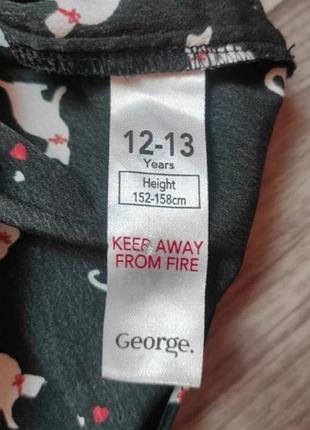 12-13
Years
Height
152-158cm
KEEP AWAY
FROM FIRE
George.